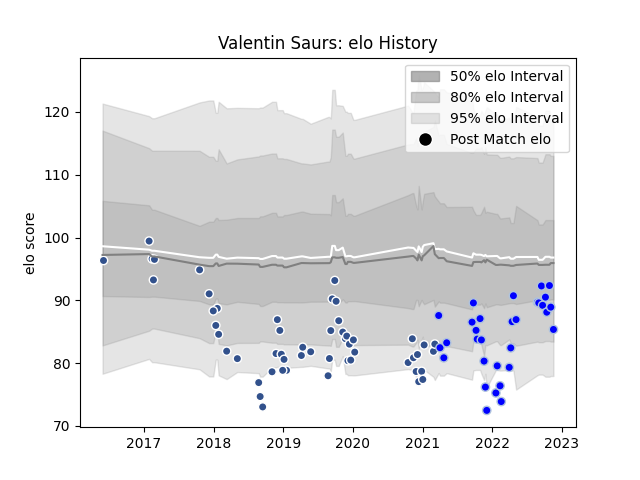 Valentin Saurs: elo History
50% elo Interval
80% elo Interval
95% elo Interval
Post Match elo
elo score
120
110
100
90
80
70
2017 2018 2019 2020 2021 2022 2023